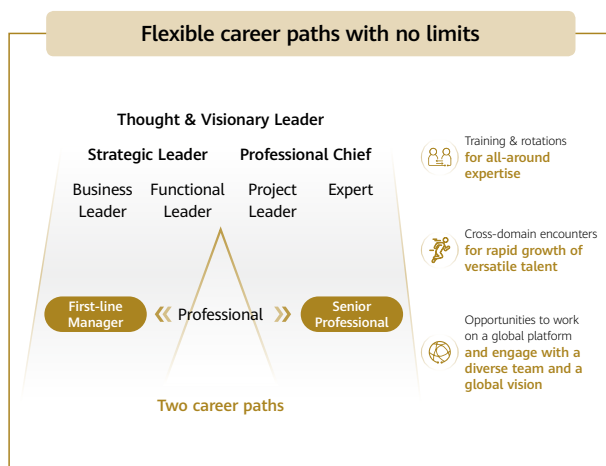 Flexible career paths with no limits
Thought & Visionary Leader
Strategic Leader
Professional Chief
Business
Leader
Functional
Leader
Project
Leader
Expert
First-line
Manager
Professional
Senior
Professional
Two career paths
Training & rotations
for all-around
expertise
Cross-domain encounters
for rapid growth of
versatile talent
Opportunities to work
on a global platform
and engage with a
diverse team and a
global vision